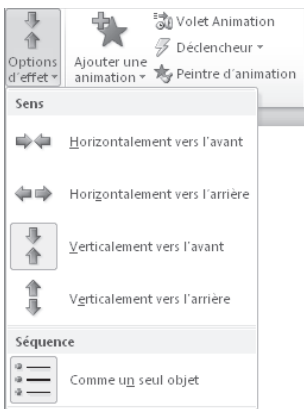 Options d'effet
Ajouter une animation
Volet Animation
Déclencheur
Peintre d'animation
Sens
Horizontalement vers l'avant
Horizontalement vers l'arrière
Verticalement vers l'avant
Verticalement vers l'arrière
Séquence
Comme un seul objet